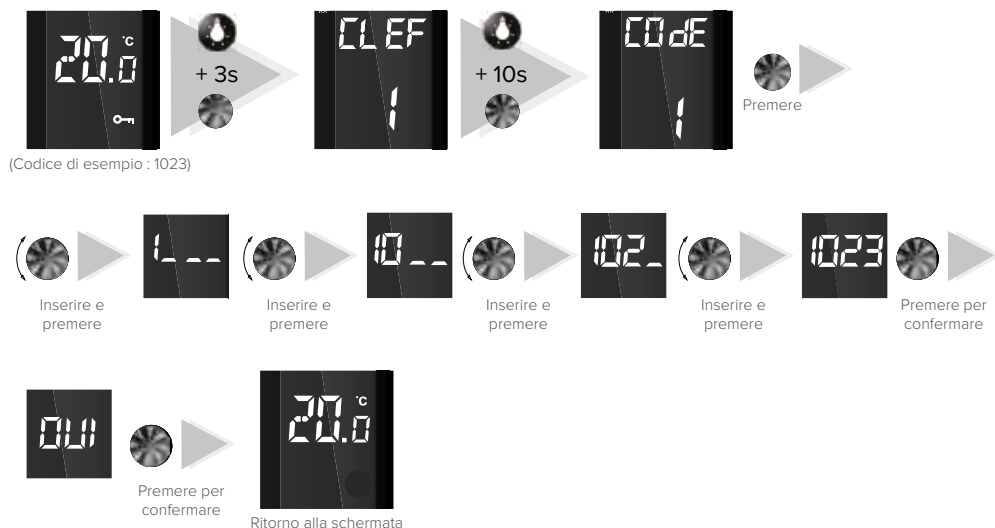 20.0 °C
+ 3s
CLEF
1
+ 10s
COdE
1
Premere
(Codice di esempio : 1023)
1_ _ _
10_ _
102_
1023
Inserire e
premere
Inserire e
premere
Inserire e
premere
Inserire e
premere
Premere per
confermare
OUI
20.0 °C
Premere per
confermare
Ritorno alla schermata